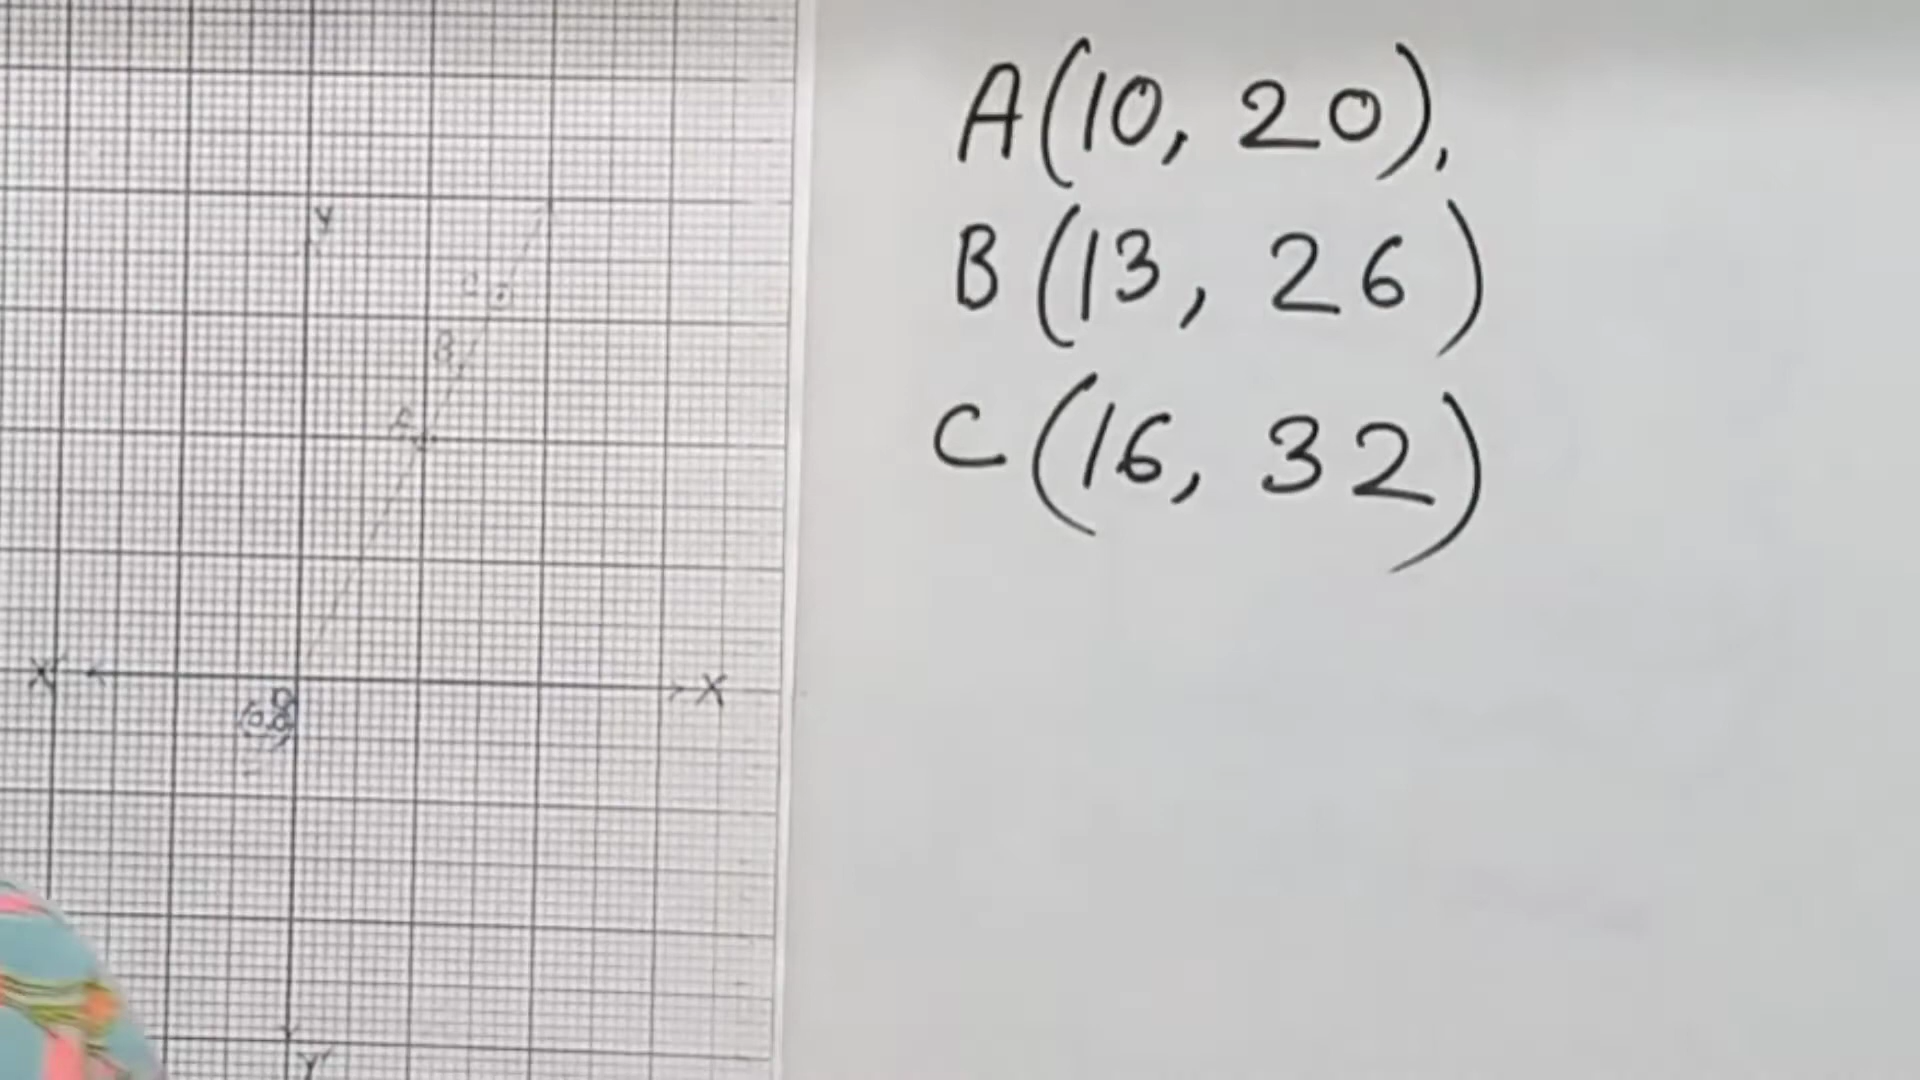 A(10, 20),
B(13, 26)
C(16, 32)
Y
C
B
A
X'
X
Y'